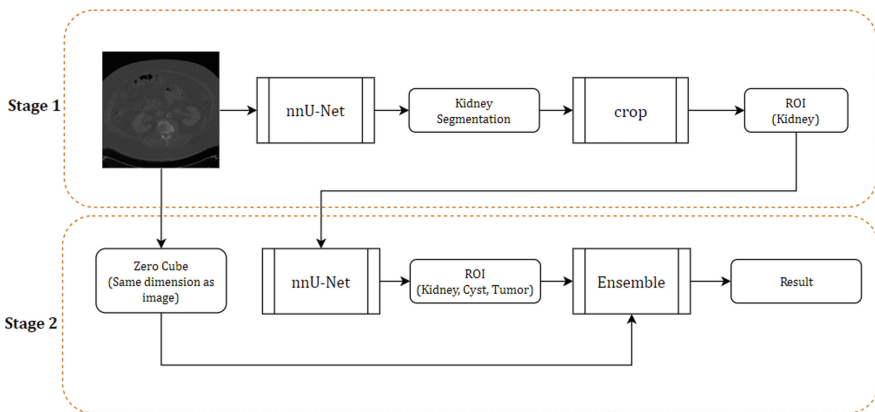 Stage 1
nnU-Net
Kidney
Segmentation
crop
ROI
(Kidney)
Stage 2
Zero Cube
(Same dimension as
image)
nnU-Net
ROI
(Kidney, Cyst, Tumor)
Ensemble
Result